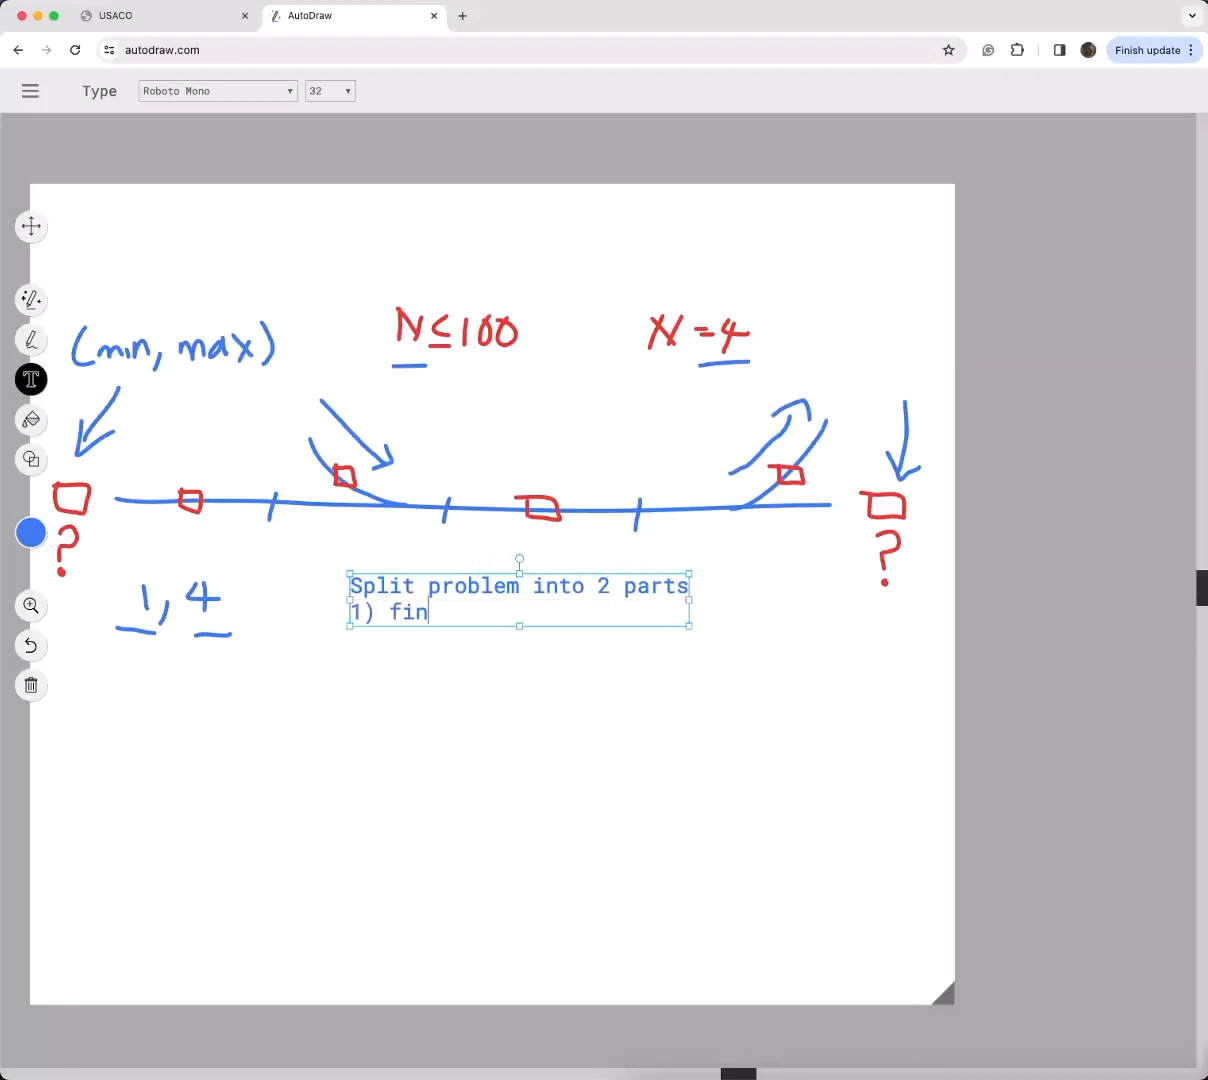 USACO
AutoDraw
autodraw.com
Finish update
Type
Roboto Mono
32
(min, max)
N ≤ 100
N = 4
?
?
1, 4
Split problem into 2 parts
1) fin